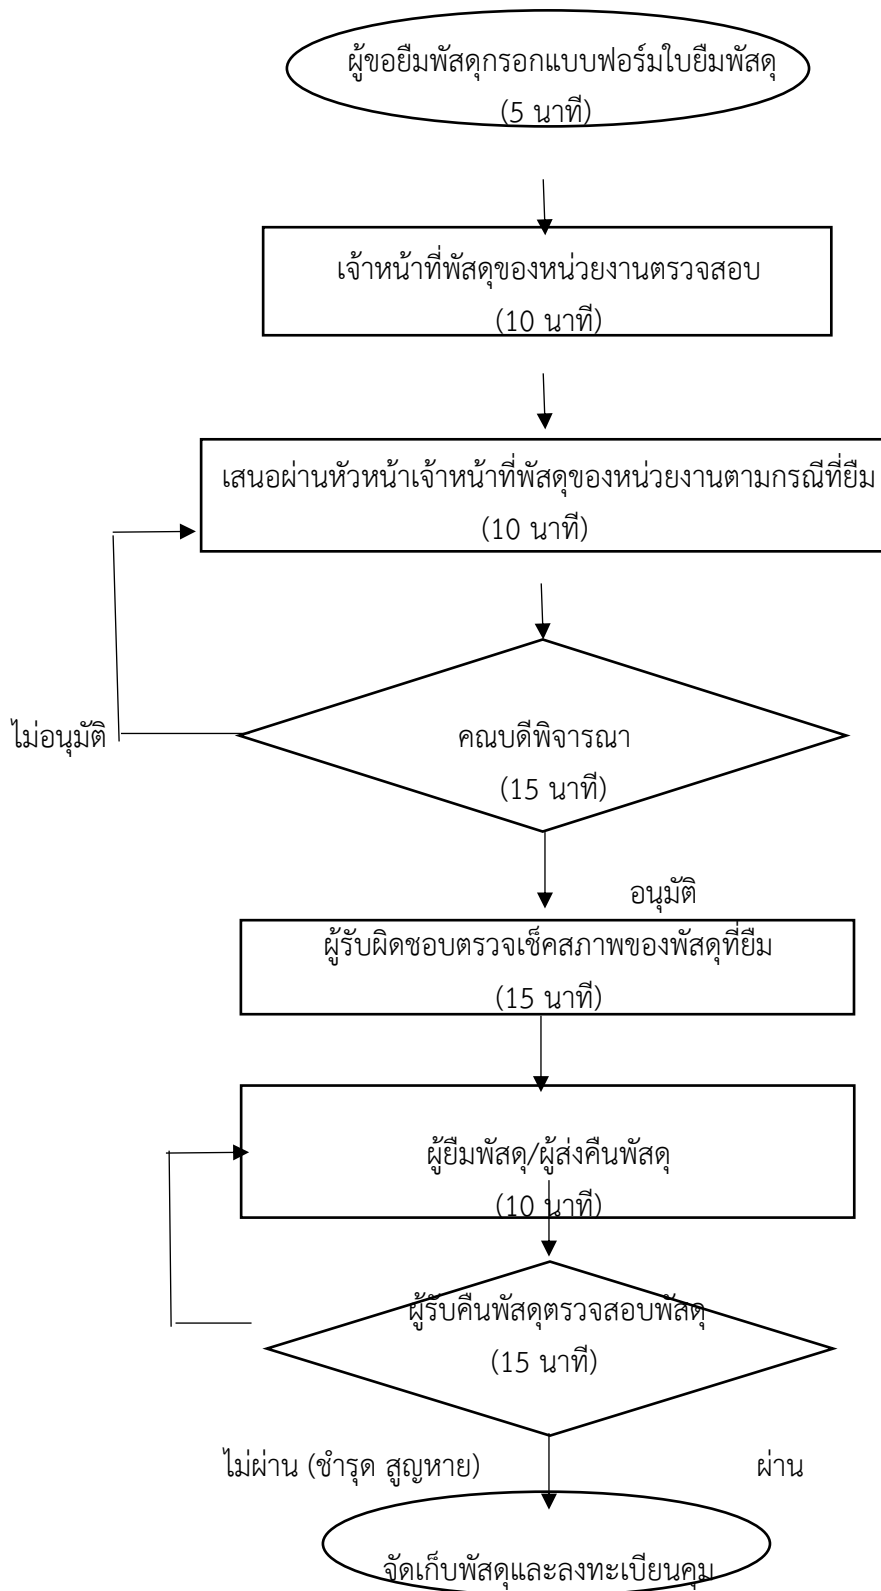 ผู้ขอยืมพัสดุกรอกแบบฟอร์มใบยืมพัสดุ
(5 นาที)
เจ้าหน้าที่พัสดุของหน่วยงานตรวจสอบ
(10 นาที)
เสนอผ่านหัวหน้าเจ้าหน้าที่พัสดุของหน่วยงานตามกรณีที่ยืม
(10 นาที)
ไม่อนุมัติ
คณบดีพิจารณา
(15 นาที)
อนุมัติ
ผู้รับผิดชอบตรวจเช็คสภาพของพัสดุที่ยืม
(15 นาที)
ผู้ยืมพัสดุ/ผู้ส่งคืนพัสดุ
(10 นาที)
ผู้รับคืนพัสดุตรวจสอบพัสดุ
(15 นาที)
ไม่ผ่าน (ชำรุด สูญหาย)
ผ่าน
จัดเก็บพัสดุและลงทะเบียนคุม